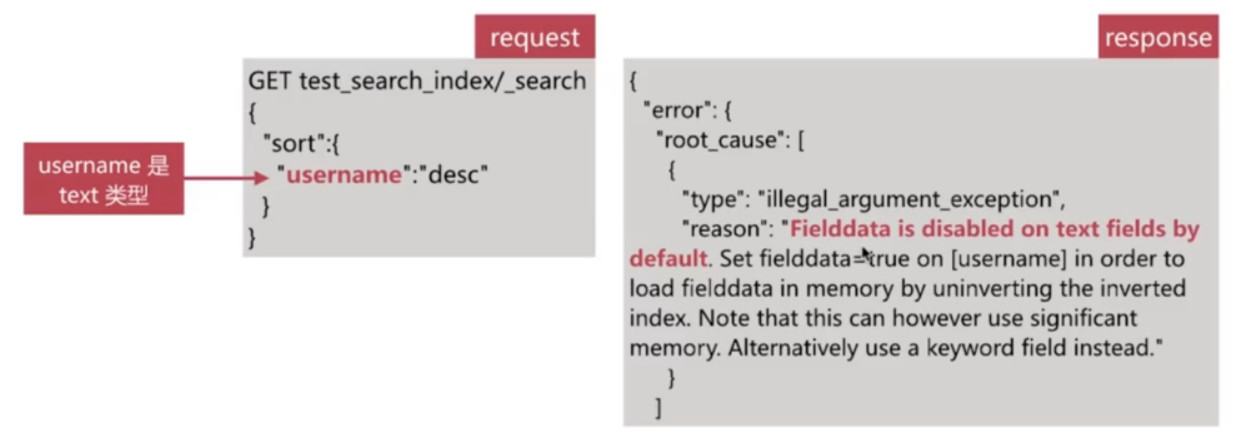 request
GET test_search_index/_search
{
"sort":{
"username":"desc"
}
}
username 是
text 类型
response
{
"error": {
"root_cause": [
{
"type": "illegal_argument_exception",
"reason": "Fielddata is disabled on text fields by
default. Set fielddata=true on [username] in order to
load fielddata in memory by uninverting the inverted
index. Note that this can however use significant
memory. Alternatively use a keyword field instead."
}
]